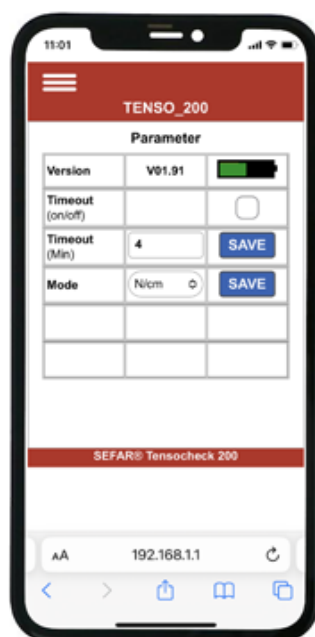 11:01
TENSO_200
Parameter
Version V01.91
Timeout
(on/off)
Timeout
(Min) 4 SAVE
Mode N/cm SAVE
SEFAR® Tensocheck 200
AA 192.168.1.1